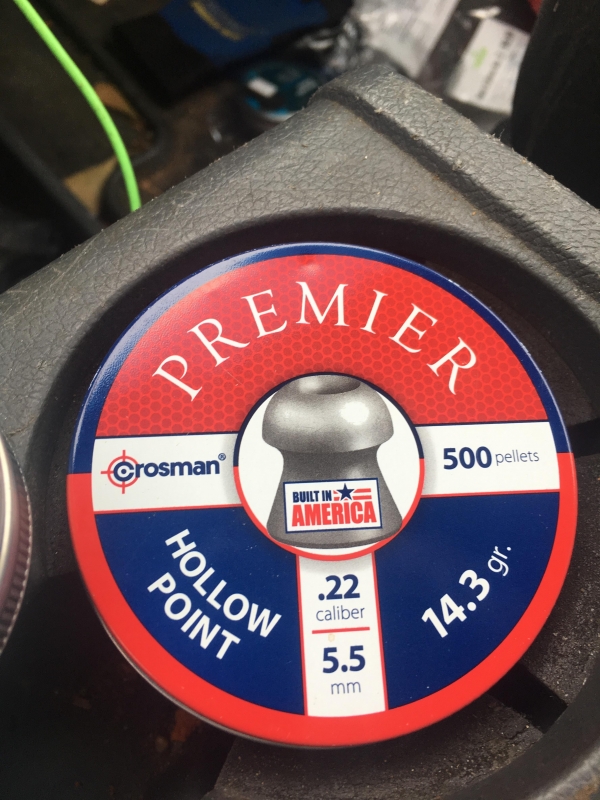 PREMIER
crosman®
500 pellets
BUILT IN
AMERICA
HOLLOW
POINT
.22
caliber
5.5
mm
14.3 gr.